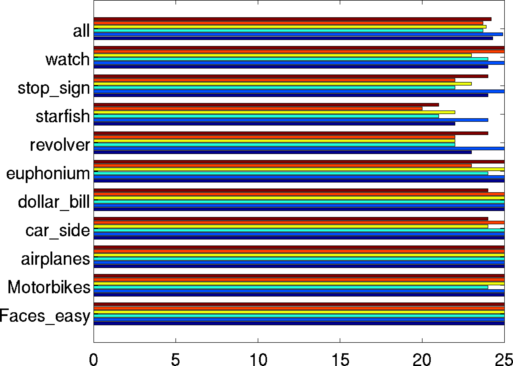 all
watch
stop_sign
starfish
revolver
euphonium
dollar_bill
car_side
airplanes
Motorbikes
Faces_easy
0 5 10 15 20 25